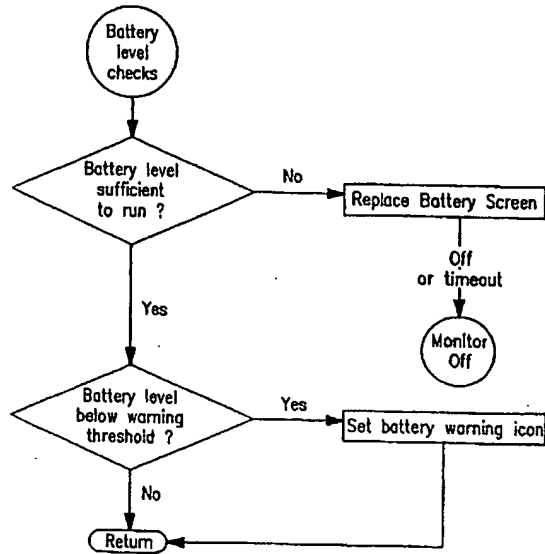 Battery
level
checks
Battery level
sufficient
to run ?
No
Replace Battery Screen
Off
or timeout
Yes
Monitor
Off
Battery level
below warning
threshold ?
Yes
Set battery warning icon
No
Return